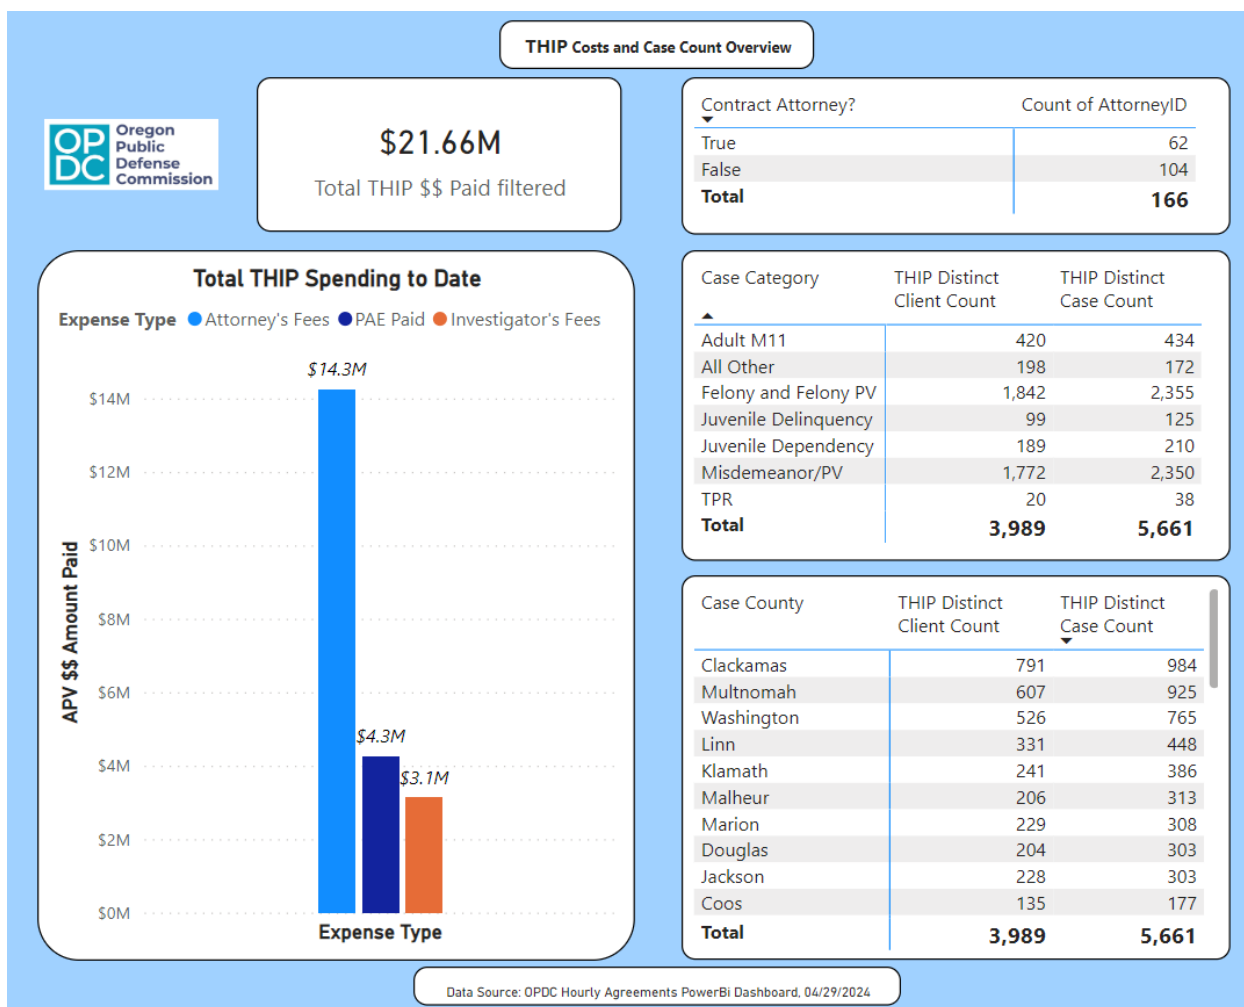 THIP Costs and Case Count Overview
OPDC
Oregon
Public
Defense
Commission
$21.66M
Total THIP $$ Paid filtered
Contract Attorney? Count of AttorneyID
True 62
False 104
Total 166
Total THIP Spending to Date
Expense Type Attorney's Fees PAE Paid Investigator's Fees
$14.3M
$14M
$12M
$10M
$8M
$6M
$4.3M
$4M
$3.1M
$2M
$0M
APV $$ Amount Paid
Expense Type
Case Category THIP Distinct Client Count THIP Distinct Case Count
Adult M11 420 434
All Other 198 172
Felony and Felony PV 1,842 2,355
Juvenile Delinquency 99 125
Juvenile Dependency 189 210
Misdemeanor/PV 1,772 2,350
TPR 20 38
Total 3,989 5,661
Case County THIP Distinct Client Count THIP Distinct Case Count
Clackamas 791 984
Multnomah 607 925
Washington 526 765
Linn 331 448
Klamath 241 386
Malheur 206 313
Marion 229 308
Douglas 204 303
Jackson 228 303
Coos 135 177
Total 3,989 5,661
Data Source: OPDC Hourly Agreements PowerBi Dashboard, 04/29/2024